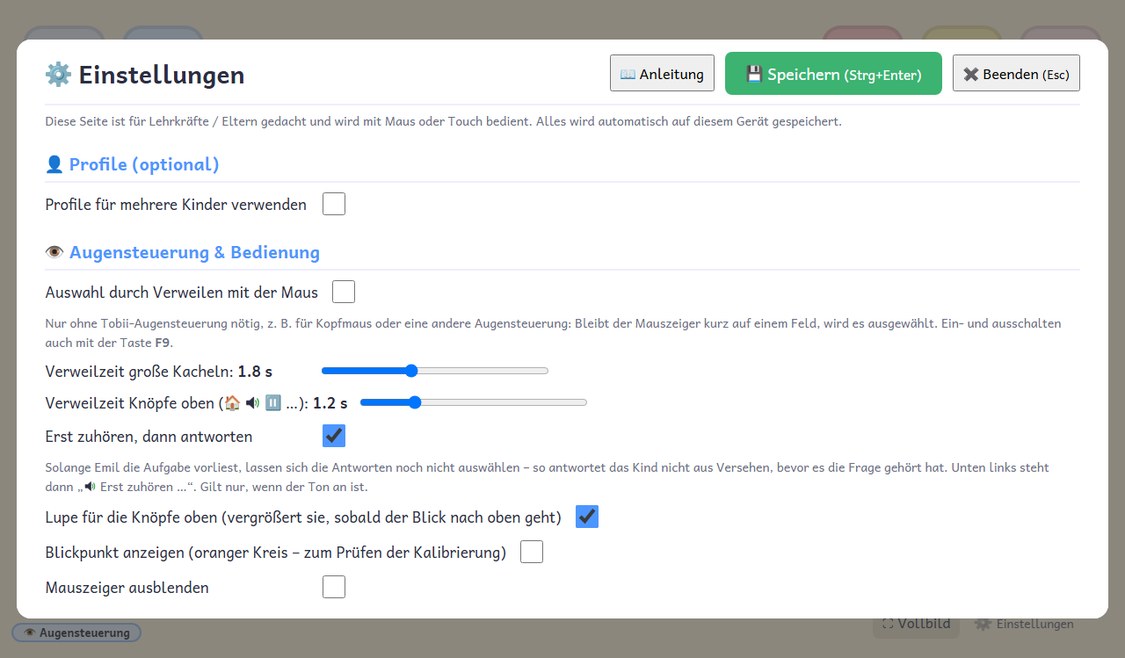 Einstellungen
Anleitung
Speichern (Strg+Enter)
Beenden (Esc)
Diese Seite ist für Lehrkräfte / Eltern gedacht und wird mit Maus oder Touch bedient. Alles wird automatisch auf diesem Gerät gespeichert.
Profile (optional)
Profile für mehrere Kinder verwenden
Augensteuerung & Bedienung
Auswahl durch Verweilen mit der Maus
Nur ohne Tobii-Augensteuerung nötig, z. B. für Kopfmaus oder eine andere Augensteuerung: Bleibt der Mauszeiger kurz auf einem Feld, wird es ausgewählt. Ein- und ausschalten
auch mit der Taste F9.
Verweilzeit große Kacheln: 1.8 s
Verweilzeit Knöpfe oben (🏠 🔊 ⏸️ ...): 1.2 s
Erst zuhören, dann antworten
Solange Emil die Aufgabe vorliest, lassen sich die Antworten noch nicht auswählen – so antwortet das Kind nicht aus Versehen, bevor es die Frage gehört hat. Unten links steht
dann „🔊 Erst zuhören ...“. Gilt nur, wenn der Ton an ist.
Lupe für die Knöpfe oben (vergrößert sie, sobald der Blick nach oben geht)
Blickpunkt anzeigen (oranger Kreis – zum Prüfen der Kalibrierung)
Mauszeiger ausblenden
Augensteuerung
Vollbild
Einstellungen